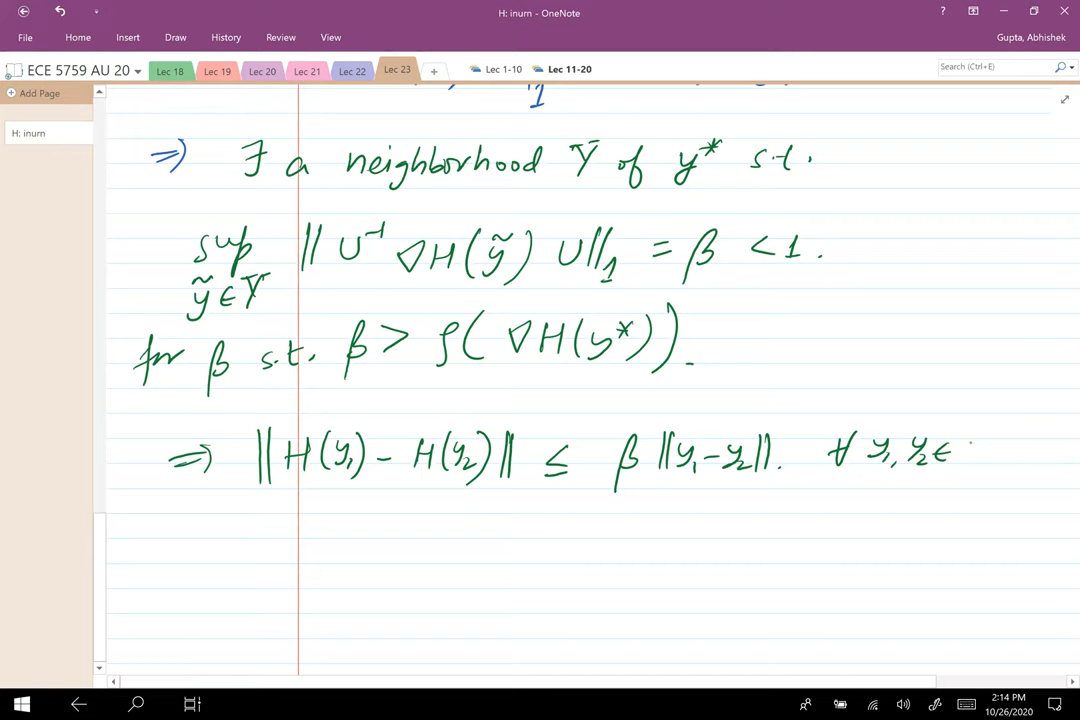 H: inurn - OneNote
File Home Insert Draw History Review View
Gupta, Abhishek
ECE 5759 AU 20
Lec 18 Lec 19 Lec 20 Lec 21 Lec 22 Lec 23
Lec 1-10 Lec 11-20
Search (Ctrl+E)
Add Page
H: inurn
1
⇒ ∃ a neighborhood Y of y* s.t.
sup ‖ U⁻¹ ∇H(ỹ) U‖₁ = β < 1.
ỹ ∈ Y
for β s.t. β > ρ( ∇H(y*)).
⇒ ‖H(y₁) - H(y₂)‖ ≤ β ‖y₁-y₂‖. ∀ y₁, y₂ ∈
2:14 PM
10/26/2020